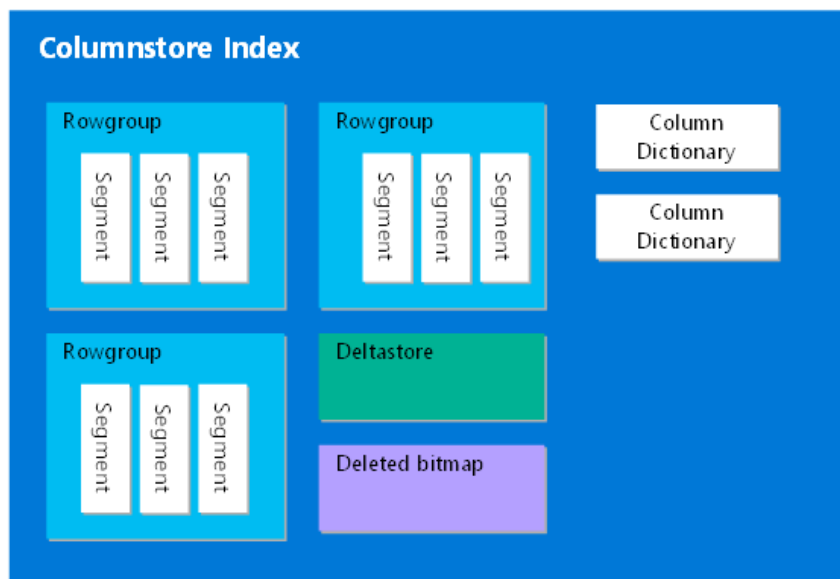 Columnstore Index
Rowgroup
Segment
Segment
Segment
Rowgroup
Segment
Segment
Segment
Column
Dictionary
Column
Dictionary
Rowgroup
Segment
Segment
Segment
Deltastore
Deleted bitmap